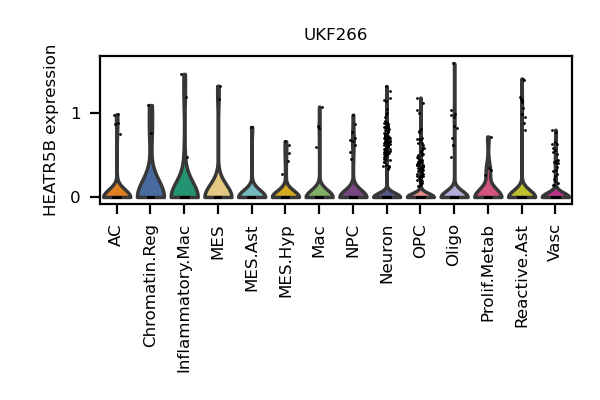 UKF266
HEATR5B expression
1
0
AC
Chromatin.Reg
Inflammatory.Mac
MES
MES.Ast
MES.Hyp
Mac
NPC
Neuron
OPC
Oligo
Prolif.Metab
Reactive.Ast
Vasc